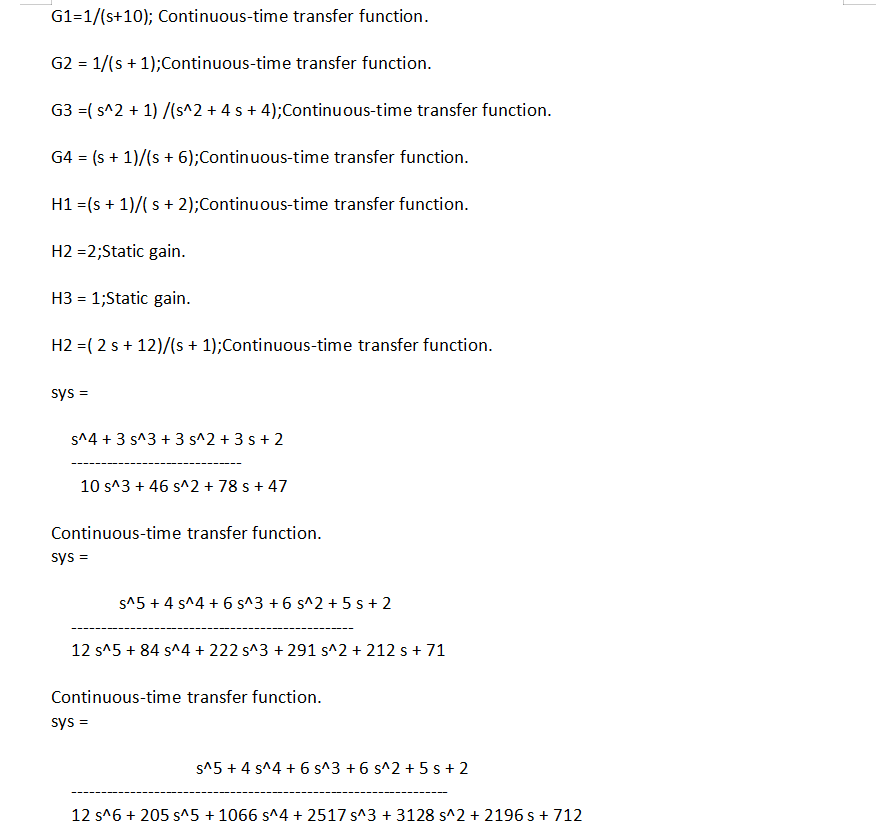 G1=1/(s+10); Continuous-time transfer function.
G2 = 1/(s + 1);Continuous-time transfer function.
G3 =( s^2 + 1) /(s^2 + 4 s + 4);Continuous-time transfer function.
G4 = (s + 1)/(s + 6);Continuous-time transfer function.
H1 =(s + 1)/( s + 2);Continuous-time transfer function.
H2 =2;Static gain.
H3 = 1;Static gain.
H2 =( 2 s + 12)/(s + 1);Continuous-time transfer function.
sys =
s^4 + 3 s^3 + 3 s^2 + 3 s + 2
-----------------------------
10 s^3 + 46 s^2 + 78 s + 47
Continuous-time transfer function.
sys =
s^5 + 4 s^4 + 6 s^3 + 6 s^2 + 5 s + 2
------------------------------------------------
12 s^5 + 84 s^4 + 222 s^3 + 291 s^2 + 212 s + 71
Continuous-time transfer function.
sys =
s^5 + 4 s^4 + 6 s^3 + 6 s^2 + 5 s + 2
----------------------------------------------------------------
12 s^6 + 205 s^5 + 1066 s^4 + 2517 s^3 + 3128 s^2 + 2196 s + 712